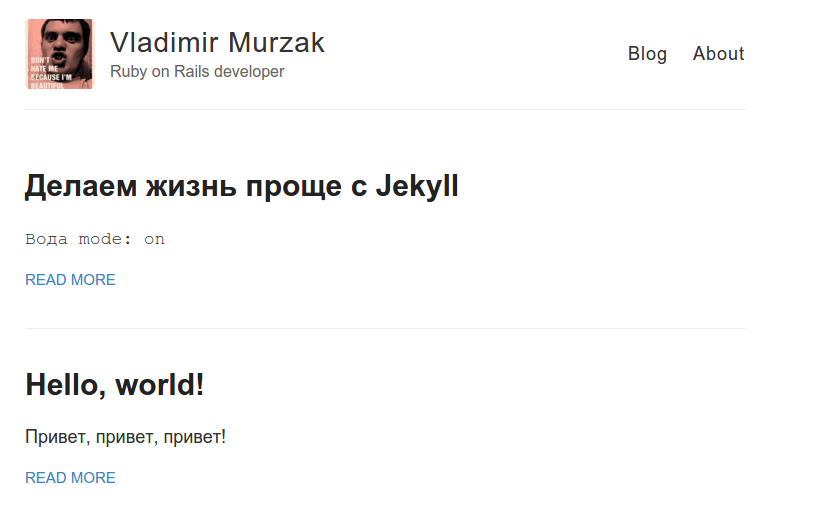 Vladimir Murzak
Ruby on Rails developer
Blog About
DON'T
HATE ME
BECAUSE I'M
BEAUTIFUL
Делаем жизнь проще с Jekyll
Вода mode: on
READ MORE
Hello, world!
Привет, привет, привет!
READ MORE